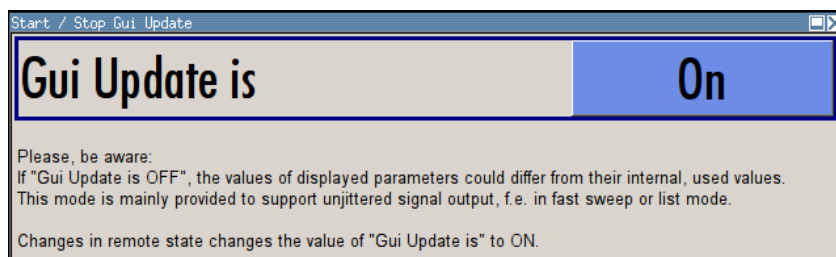 Start / Stop Gui Update
Gui Update is
On
Please, be aware:
If "Gui Update is OFF", the values of displayed parameters could differ from their internal, used values.
This mode is mainly provided to support unjittered signal output, f.e. in fast sweep or list mode.
Changes in remote state changes the value of "Gui Update is" to ON.